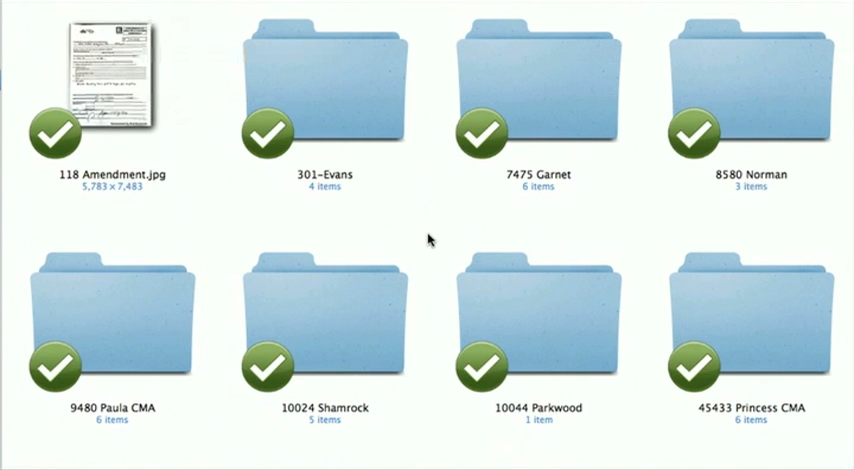 118 Amendment.jpg
5,783 × 7,483
301-Evans
4 items
7475 Garnet
6 items
8580 Norman
3 items
9480 Paula CMA
6 items
10024 Shamrock
5 items
10044 Parkwood
1 item
45433 Princess CMA
6 items